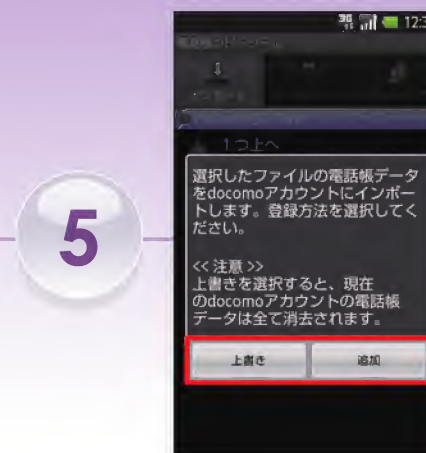 12:3
1つ上へ
5
選択したファイルの電話帳データ
をdocomoアカウントにインポー
トします。登録方法を選択してく
ださい。
<<注意>>
上書きを選択すると、現在
のdocomoアカウントの電話帳
データは全て消去されます。
上書き
追加